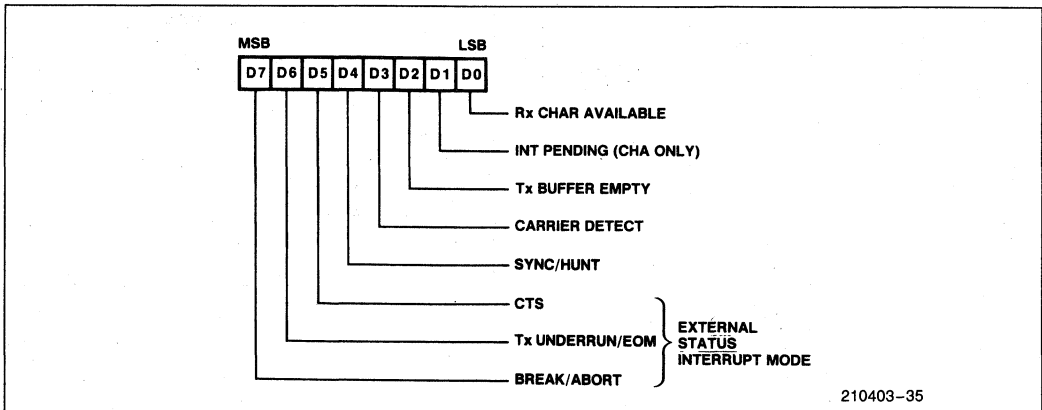 MSB LSB
D7 D6 D5 D4 D3 D2 D1 D0
Rx CHAR AVAILABLE
INT PENDING (CHA ONLY)
Tx BUFFER EMPTY
CARRIER DETECT
SYNC/HUNT
CTS
Tx UNDERRUN/EOM
BREAK/ABORT
EXTERNAL
STATUS
INTERRUPT MODE
210403-35